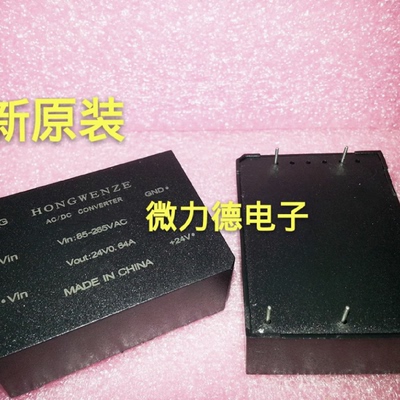 新原装
微力德电子
G
HONGWENZE
AC/DC CONVERTER
GND
Vin
Vin:85-265VAC
Vout:24V0.64A
+24V
Vin
MADE IN CHINA